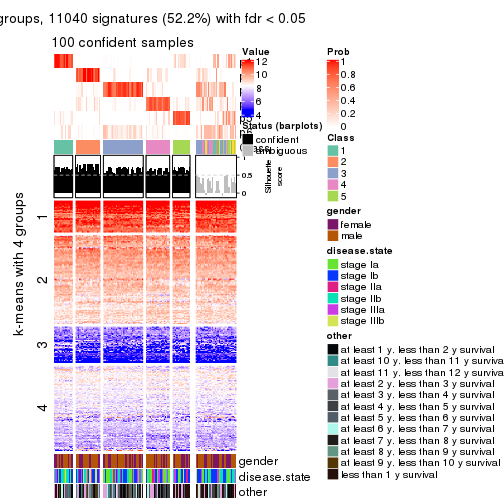 groups, 11040 signatures (52.2%) with fdr < 0.05
100 confident samples
k-means with 4 groups
1
2
3
4
gender
disease.state
other
1
0.5
0
Silhouette
score
Value
12
10
8
6
4
Status (barplots)
confident
ambiguous
Prob
1
0.8
0.6
0.4
0.2
0
Class
1
2
3
4
5
gender
female
male
disease.state
stage Ia
stage Ib
stage IIa
stage IIb
stage IIIa
stage IIIb
other
at least 1 y. less than 2 y survival
at least 10 y. less than 11 y surviva
at least 11 y. less than 12 y surviva
at least 2 y. less than 3 y survival
at least 3 y. less than 4 y survival
at least 4 y. less than 5 y survival
at least 5 y. less than 6 y survival
at least 6 y. less than 7 y survival
at least 7 y. less than 8 y survival
at least 8 y. less than 9 y survival
at least 9 y. less than 10 y survival
less than 1 y survival